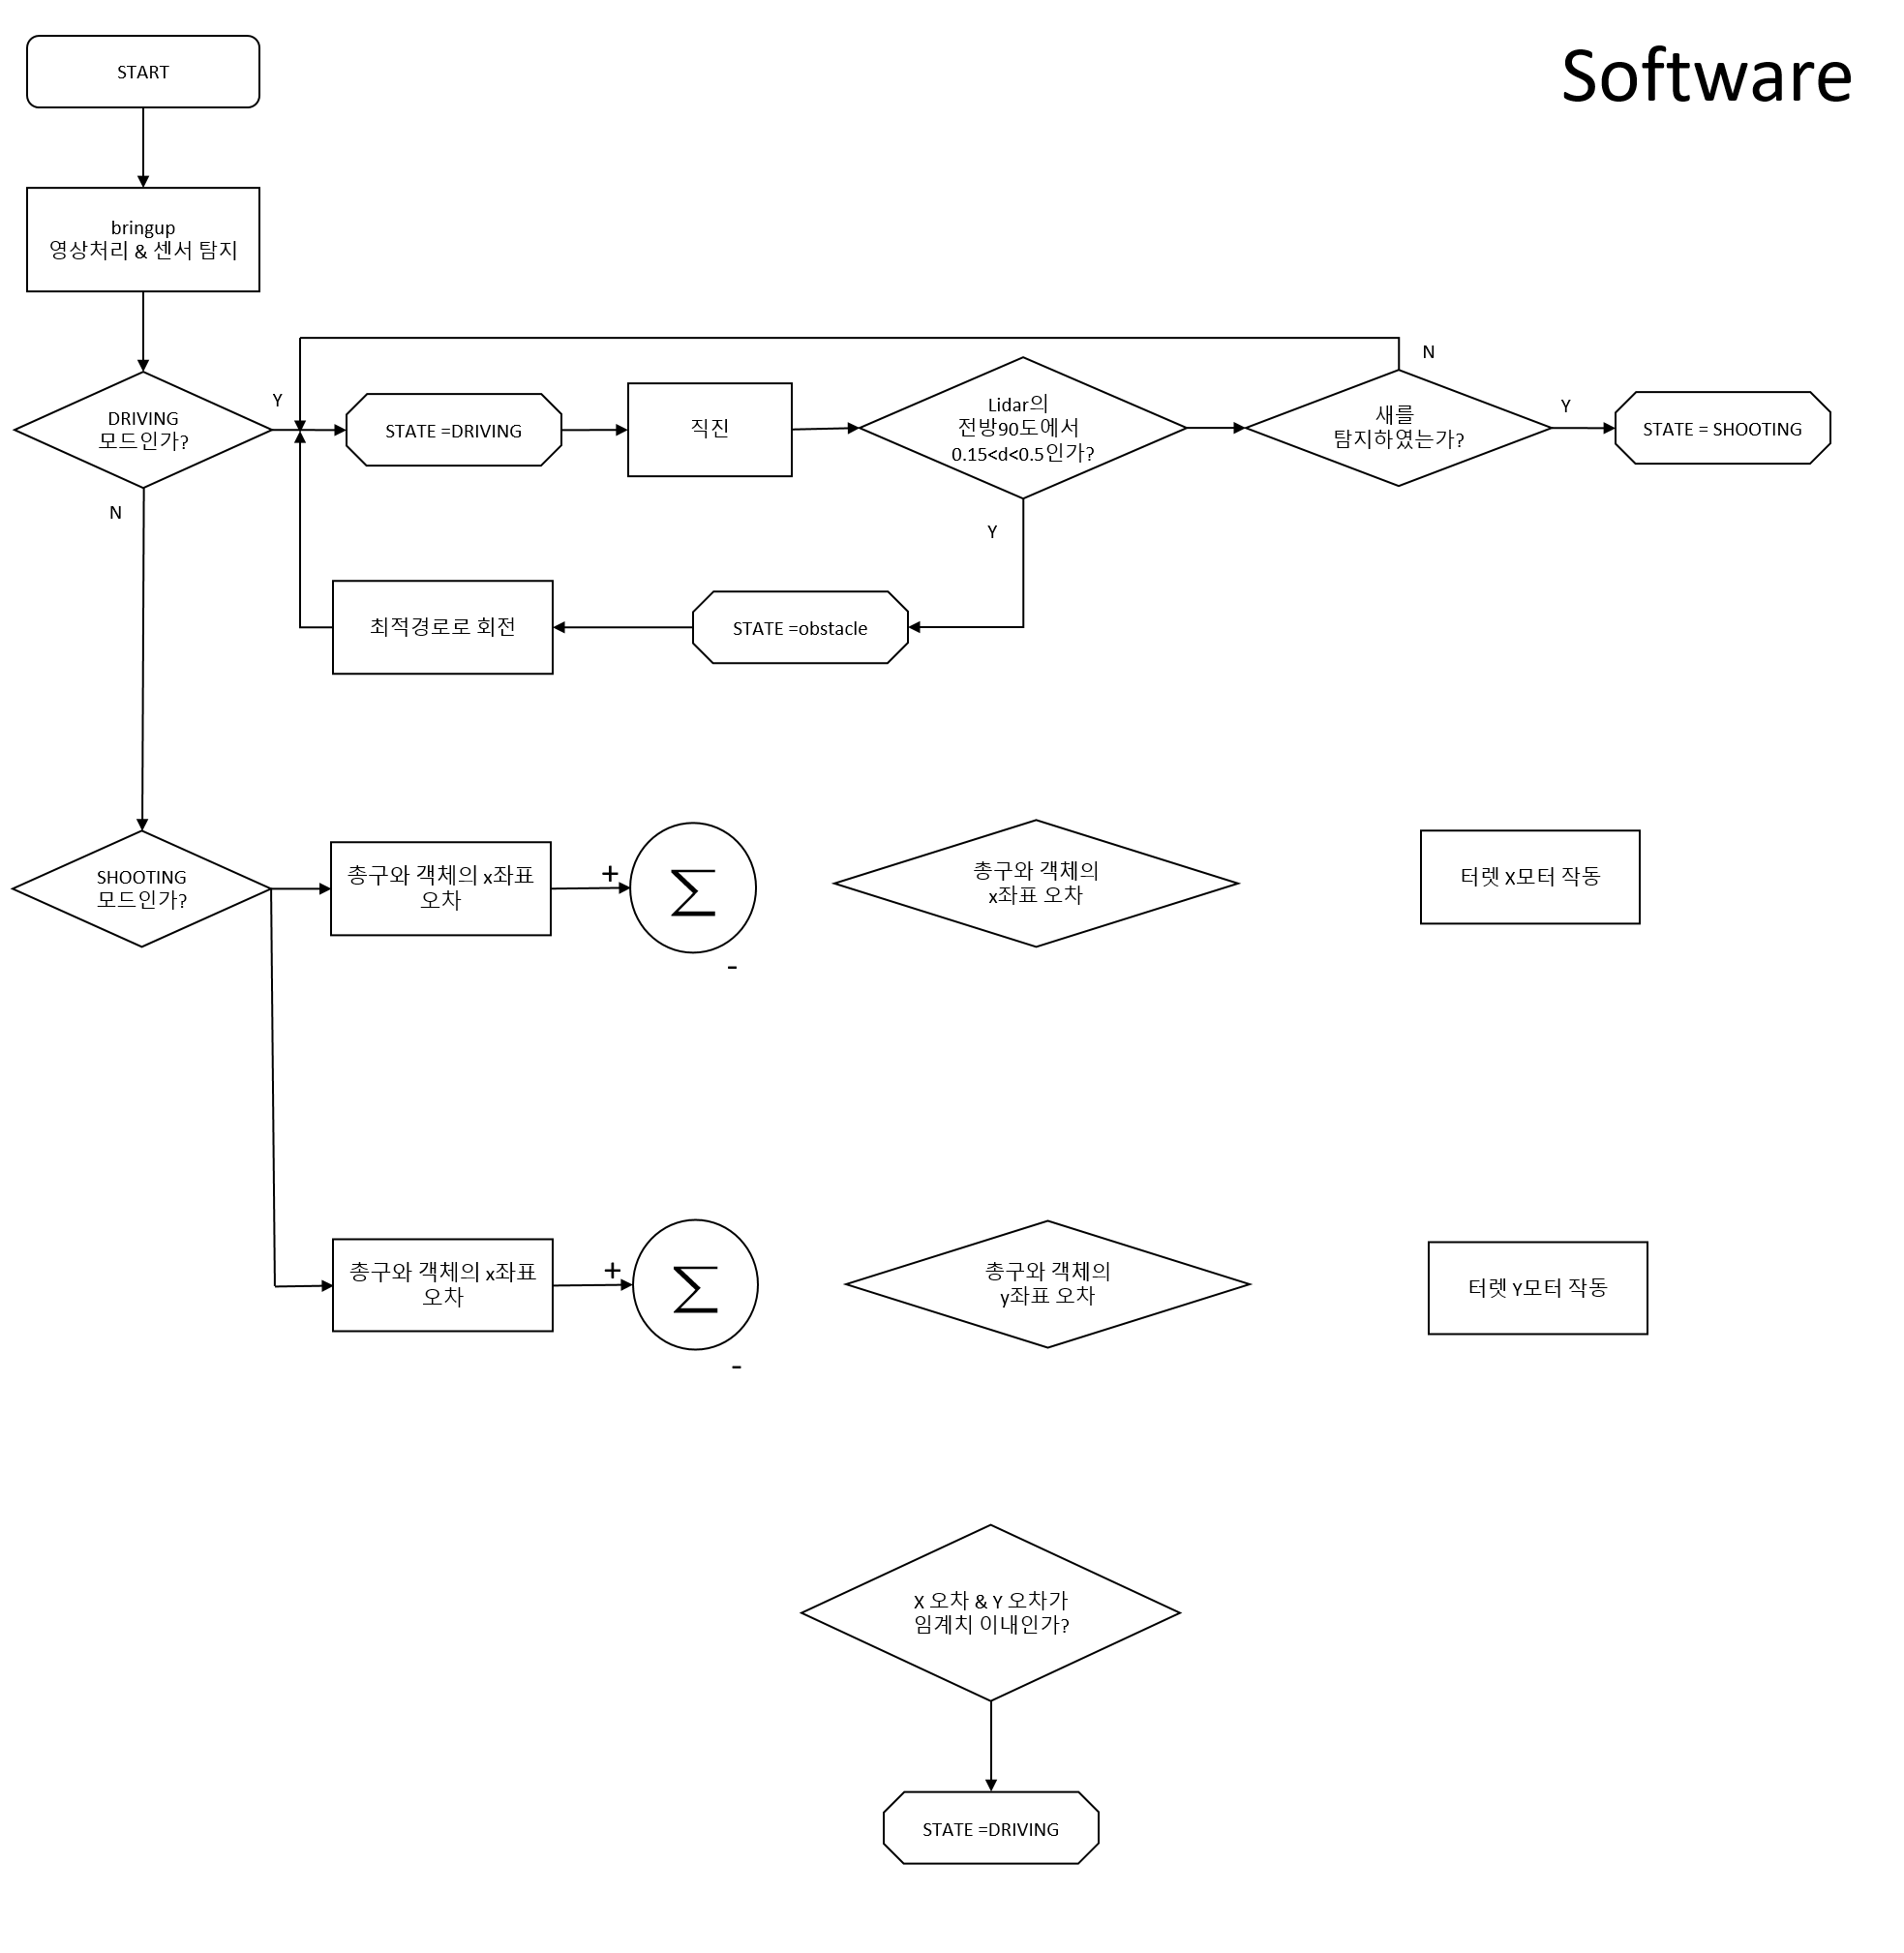 Software
START
bringup
영상처리 & 센서 탐지
DRIVING
모드인가?
Y
N
STATE =DRIVING
직진
Lidar의
전방90도에서
0.15<d<0.5인가?
Y
새를
탐지하였는가?
N
Y
STATE = SHOOTING
최적경로로 회전
STATE =obstacle
SHOOTING
모드인가?
총구와 객체의 x좌표
오차
+
∑
-
총구와 객체의
x좌표 오차
터렛 X모터 작동
총구와 객체의 x좌표
오차
+
∑
-
총구와 객체의
y좌표 오차
터렛 Y모터 작동
X 오차 & Y 오차가
임계치 이내인가?
STATE =DRIVING